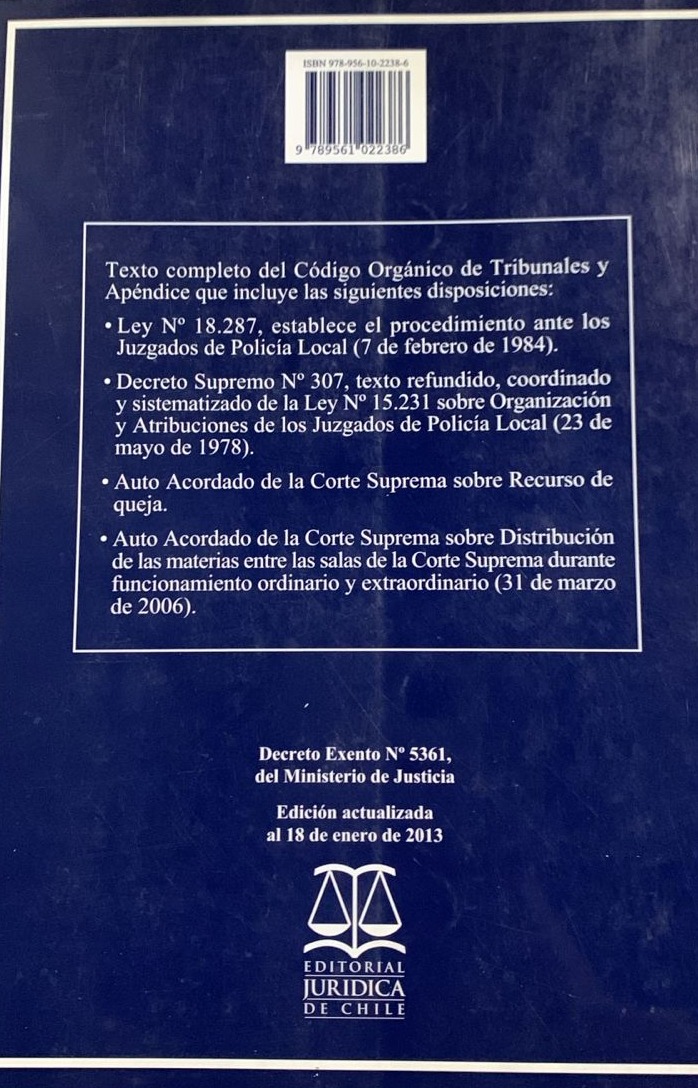 ISBN 978-956-10-2238-6
9 789561 022386
Texto completo del Código Orgánico de Tribunales y
Apéndice que incluye las siguientes disposiciones:
• Ley Nº 18.287, establece el procedimiento ante los
Juzgados de Policía Local (7 de febrero de 1984).
• Decreto Supremo Nº 307, texto refundido, coordinado
y sistematizado de la Ley Nº 15.231 sobre Organización
y Atribuciones de los Juzgados de Policía Local (23 de
mayo de 1978).
• Auto Acordado de la Corte Suprema sobre Recurso de
queja.
• Auto Acordado de la Corte Suprema sobre Distribución
de las materias entre las salas de la Corte Suprema durante
funcionamiento ordinario y extraordinario (31 de marzo
de 2006).
Decreto Exento Nº 5361,
del Ministerio de Justicia
Edición actualizada
al 18 de enero de 2013
EDITORIAL
JURIDICA
DE CHILE